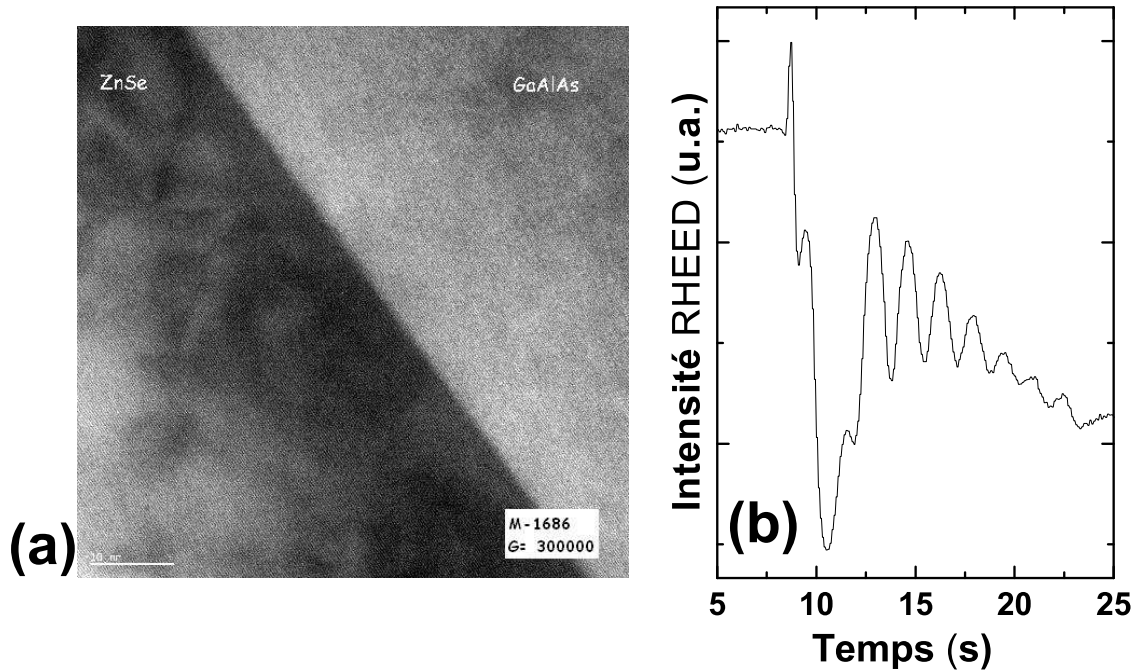 ZnSe
GaAlAs
M-1686
G= 300000
(a)
Intensité RHEED (u.a.)
(b)
5 10 15 20 25
Temps (s)